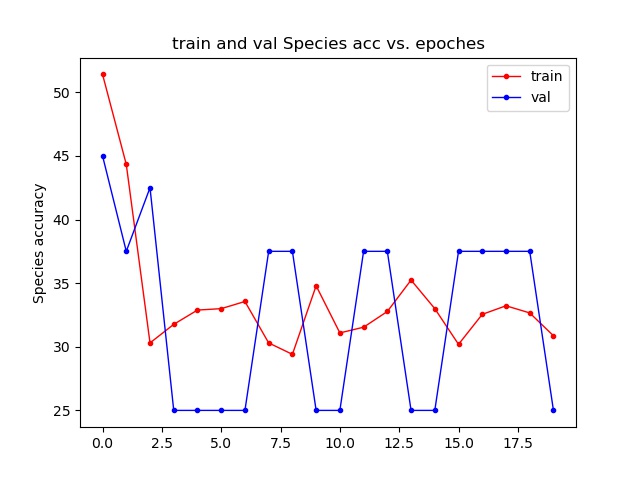 train and val Species acc vs. epoches
train
val
Species accuracy
50
45
40
35
30
25
0.0 2.5 5.0 7.5 10.0 12.5 15.0 17.5